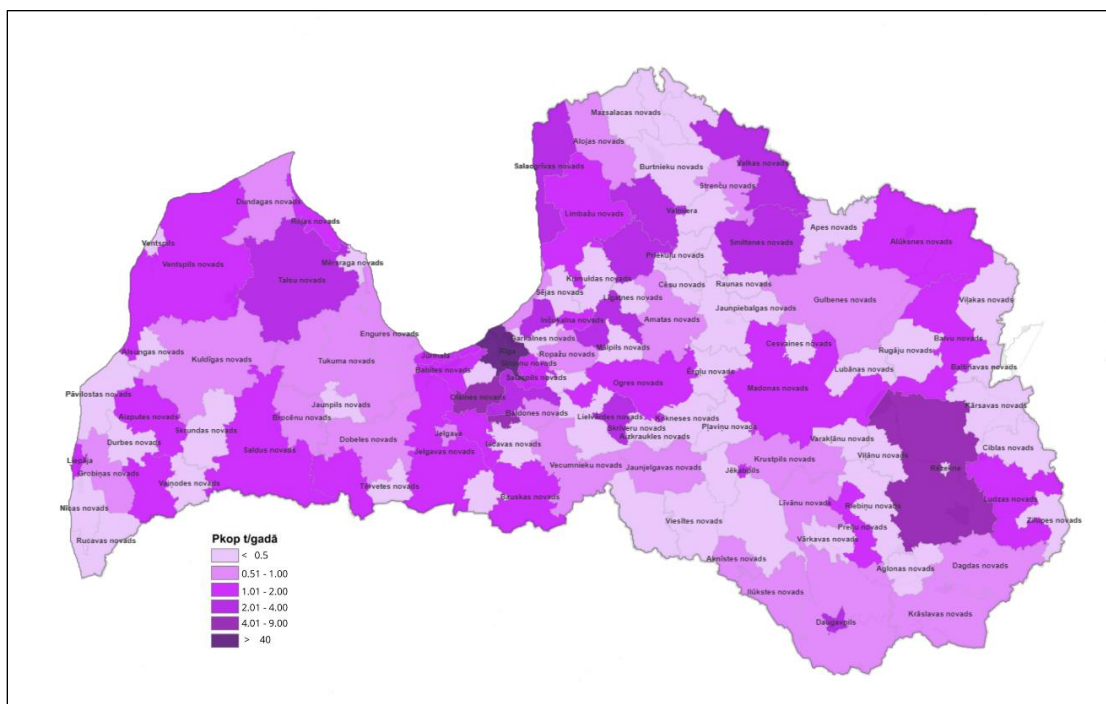 Mazsalacas novads
Alojas novads
Salacgrīvas novads
Burtnieku novads
Valkas novads
Strenču novads
Dundagas novads
Rojas novads
Limbažu novads
Valmiera
Apes novads
Ventspils
Smiltenes novads
Alūksnes novads
Ventspils novads
Mērsraga novads
Priekuļu novads
Talsu novads
Krimuldas novads
Cēsu novads
Raunas novads
Sējas novads
Līgatnes novads
Gulbenes novads
Viļakas novads
Jaunpiebalgas novads
Inčukalna novads
Amatas novads
Engures novads
Garkalnes novads
Mālpils novads
Cesvaines novads
Balvu novads
Alsungas novads
Rīga
Rugāju novads
Kuldīgas novads
Tukuma novads
Jūrmala
Ropažu novads
Babītes novads
Stopiņu novads
Ērgļu novads
Lubānas novads
Baltinavas novads
Salaspils novads
Ogres novads
Madonas novads
Pāvilostas novads
Jaunpils novads
Olaines novads
Kārsavas novads
Aizputes novads
Brocēnu novads
Baldones novads
Lielvārdes novads
Kokneses novads
Skrundas novads
Skrīveru novads
Pļaviņu novads
Jelgava
Aizkraukles novads
Varakļānu novads
Durbes novads
Dobeles novads
Iecavas novads
Ciblas novads
Saldus novads
Jelgavas novads
Viļānu novads
Liepāja
Vecumnieku novads
Krustpils novads
Rēzekne
Grobiņas novads
Jaunjelgavas novads
Jēkabpils
Vaiņodes novads
Tērvetes novads
Bauskas novads
Līvānu novads
Riebiņu novads
Ludzas novads
Nīcas novads
Viesītes novads
Preiļu novads
Zilupes novads
Rucavas novads
Vārkavas novads
Aknīstes novads
Aglonas novads
Dagdas novads
Ilūkstes novads
Krāslavas novads
Daugavpils
Pkop t/gadā
< 0.5
0.51 - 1.00
1.01 - 2.00
2.01 - 4.00
4.01 - 9.00
> 40